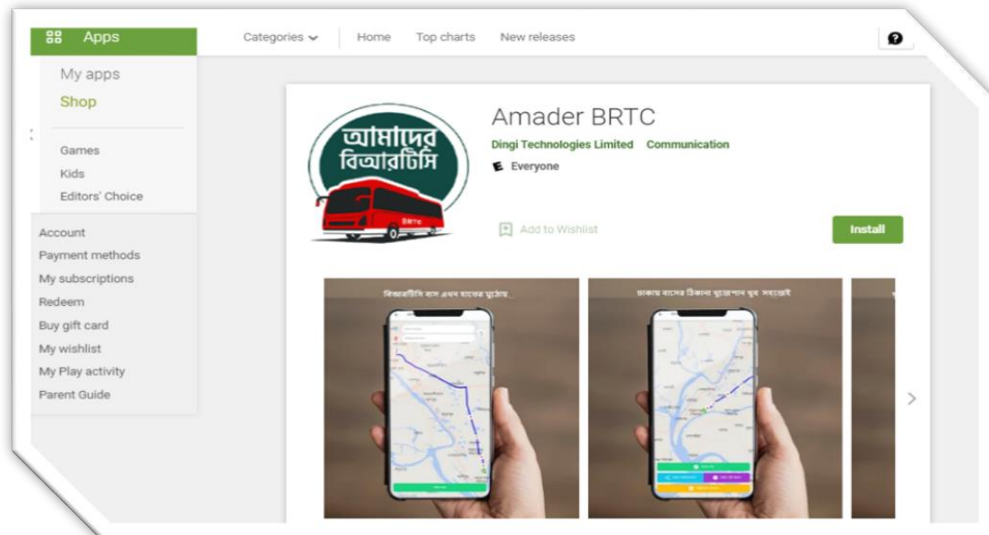 Apps
Categories Home Top charts New releases
My apps
Shop
Games
Kids
Editors' Choice
Account
Payment methods
My subscriptions
Redeem
Buy gift card
My wishlist
My Play activity
Parent Guide
আমাদের
বিআরটিসি
BRTC
Amader BRTC
Dingi Technologies Limited Communication
Everyone
Add to Wishlist
Install
বিআরটিসি বাস এখন হাতের মুঠোয়
ঢাকায় বাসের ঠিকানা খুজেপান খুব সহজেই